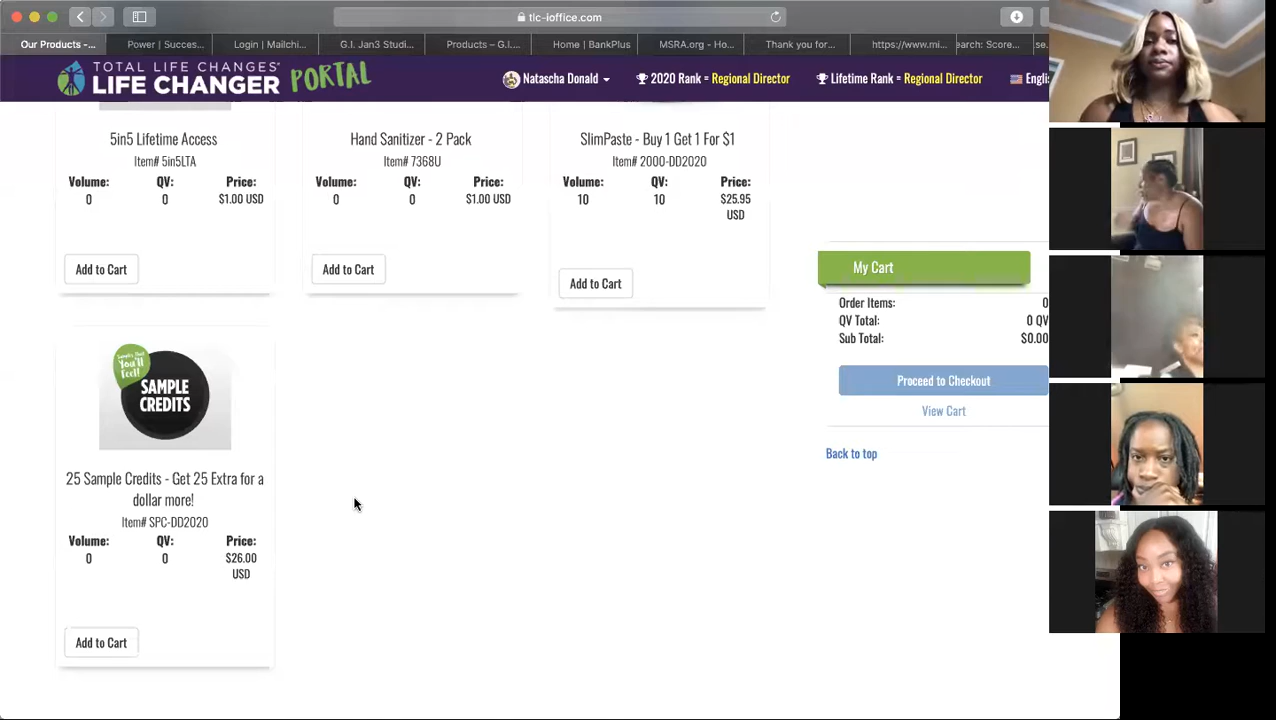 tlc-ioffice.com
Our Products -...
Power | Succes...
Login | Mailchi...
G.I. Jan3 Studi...
Products – G.I....
Home | BankPlus
MSRA.org - Ho...
Thank you for...
https://www.mi...
earch: Score...
se.
TOTAL LIFE CHANGES®
LIFE CHANGER PORTAL
Natascha Donald
2020 Rank = Regional Director
Lifetime Rank = Regional Director
Engli
5in5 Lifetime Access
Item# 5in5LTA
Volume: QV: Price:
0 0 $1.00 USD
Add to Cart
Hand Sanitizer - 2 Pack
Item# 7368U
Volume: QV: Price:
0 0 $1.00 USD
Add to Cart
SlimPaste - Buy 1 Get 1 For $1
Item# 2000-DD2020
Volume: QV: Price:
10 10 $25.95
USD
Add to Cart
My Cart
Order Items: 0
QV Total: 0 QV
Sub Total: $0.00
Proceed to Checkout
View Cart
Back to top
Samples That
You'll
Feel!
SAMPLE
CREDITS
25 Sample Credits - Get 25 Extra for a
dollar more!
Item# SPC-DD2020
Volume: QV: Price:
0 0 $26.00
USD
Add to Cart